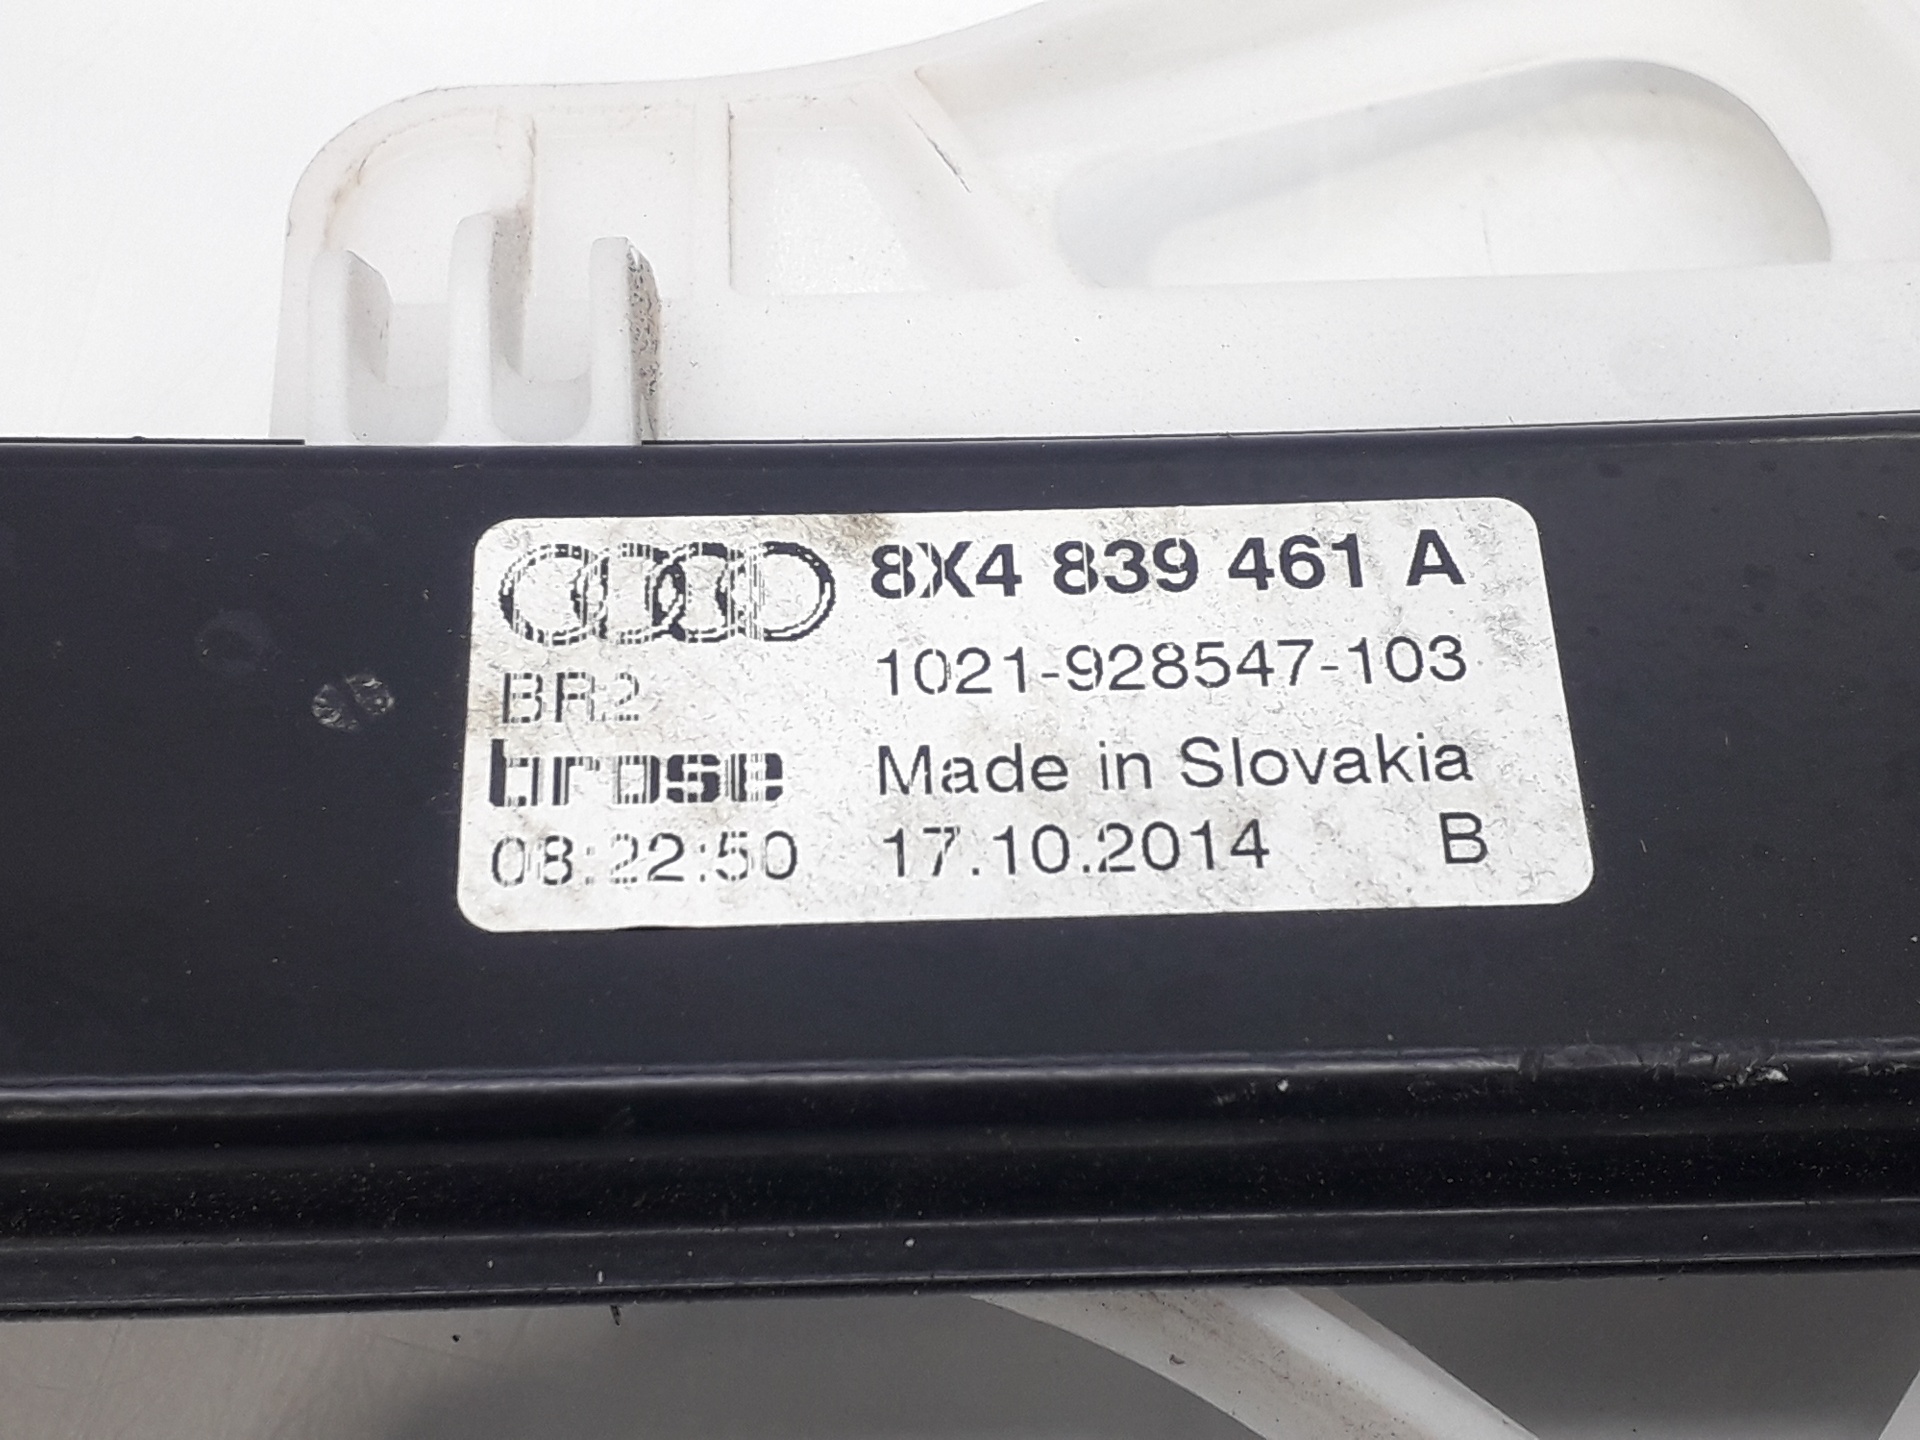 8X4 839 461 A
BR2 1021-928547-103
brose Made in Slovakia
08:22:50 17.10.2014 B